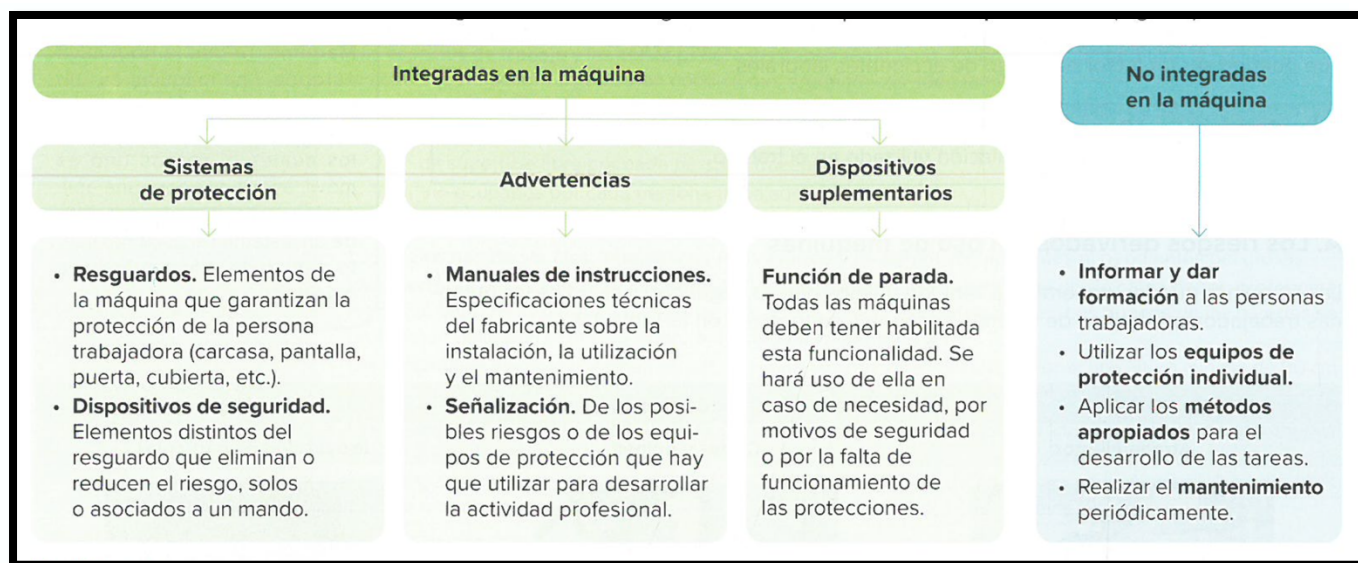 Integradas en la máquina
No integradas
en la máquina
Sistemas
de protección
Advertencias
Dispositivos
suplementarios
• Resguardos. Elementos de
la máquina que garantizan la
protección de la persona
trabajadora (carcasa, pantalla,
puerta, cubierta, etc.).
• Dispositivos de seguridad.
Elementos distintos del
resguardo que eliminan o
reducen el riesgo, solos
o asociados a un mando.
• Manuales de instrucciones.
Especificaciones técnicas
del fabricante sobre la
instalación, la utilización
y el mantenimiento.
• Señalización. De los posi-
bles riesgos o de los equi-
pos de protección que hay
que utilizar para desarrollar
la actividad profesional.
Función de parada.
Todas las máquinas
deben tener habilitada
esta funcionalidad. Se
hará uso de ella en
caso de necesidad, por
motivos de seguridad
o por la falta de
funcionamiento de
las protecciones.
• Informar y dar
formación a las personas
trabajadoras.
• Utilizar los equipos de
protección individual.
• Aplicar los métodos
apropiados para el
desarrollo de las tareas.
• Realizar el mantenimiento
periódicamente.